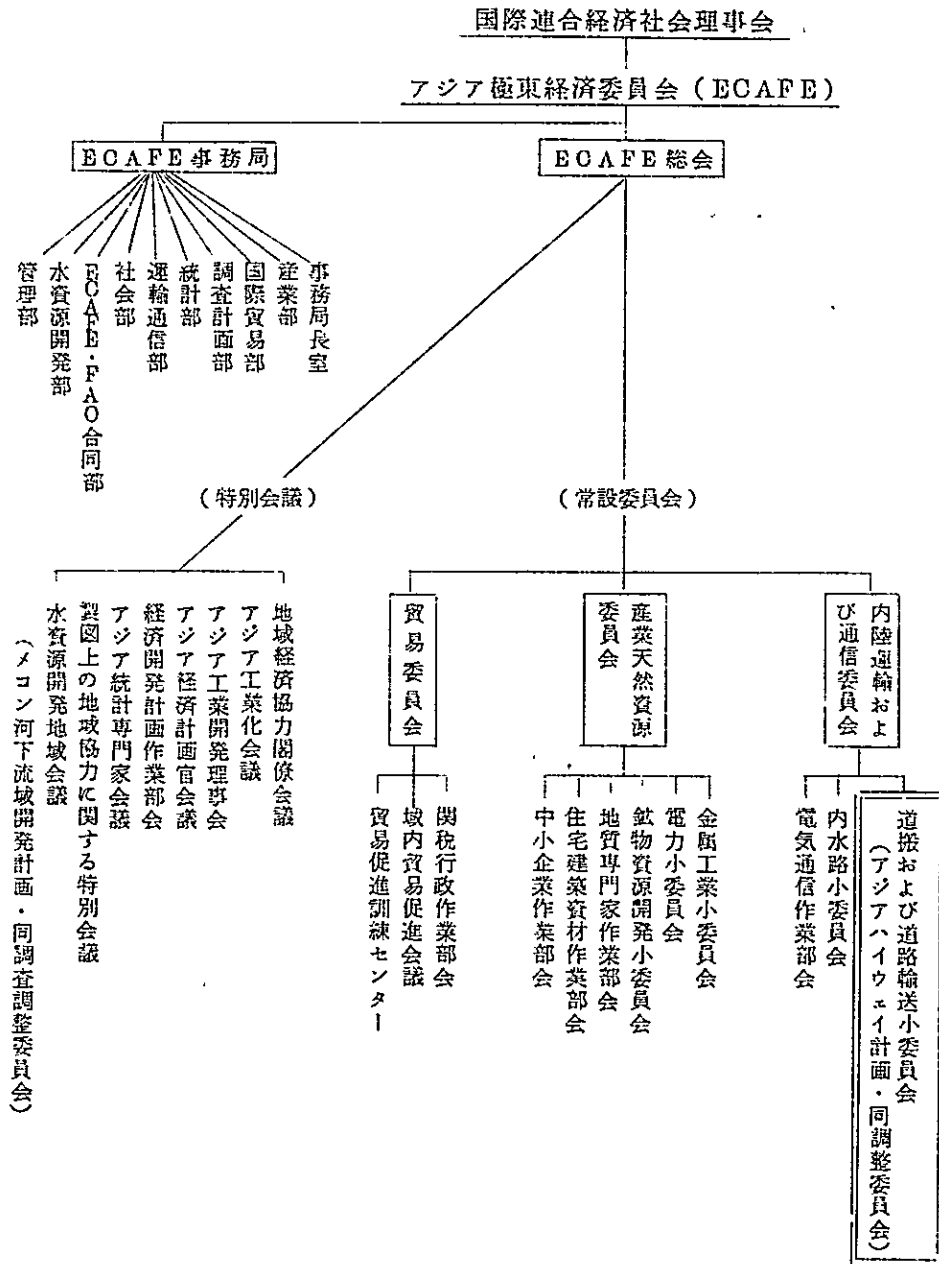 国際連合経済社会理事会
アジア極東経済委員会(ECAFE)
ECAFE事務局
ECAFE総会
事務局長室
産業部
国際貿易部
調査計画部
統計部
運輸通信部
社会部
ECAFE・FAO合同部
水資源開発部
管理部
(特別会議)
(常設委員会)
地域経済協力閣僚会議
アジア工業化会議
アジア工業開発理事会
アジア経済計画官会議
経済開発計画作業部会
アジア統計専門家会議
製図上の地域協力に関する特別会議
水資源開発地域会議
(メコン河下流域開発計画・同調査調整委員会)
内陸運輸およ
び通信委員会
産業天然資源
委員会
貿易委員会
道搬および道路輸送小委員会
(アジアハイウェイ計画・同調整委員会)
内水路小委員会
電気通信作業部会
金属工業小委員会
電力小委員会
鉱物資源開発小委員会
地質専門家作業部会
住宅建築資材作業部会
中小企業作業部会
関税行政作業部会
域内貿易促進会議
貿易促進訓練センター